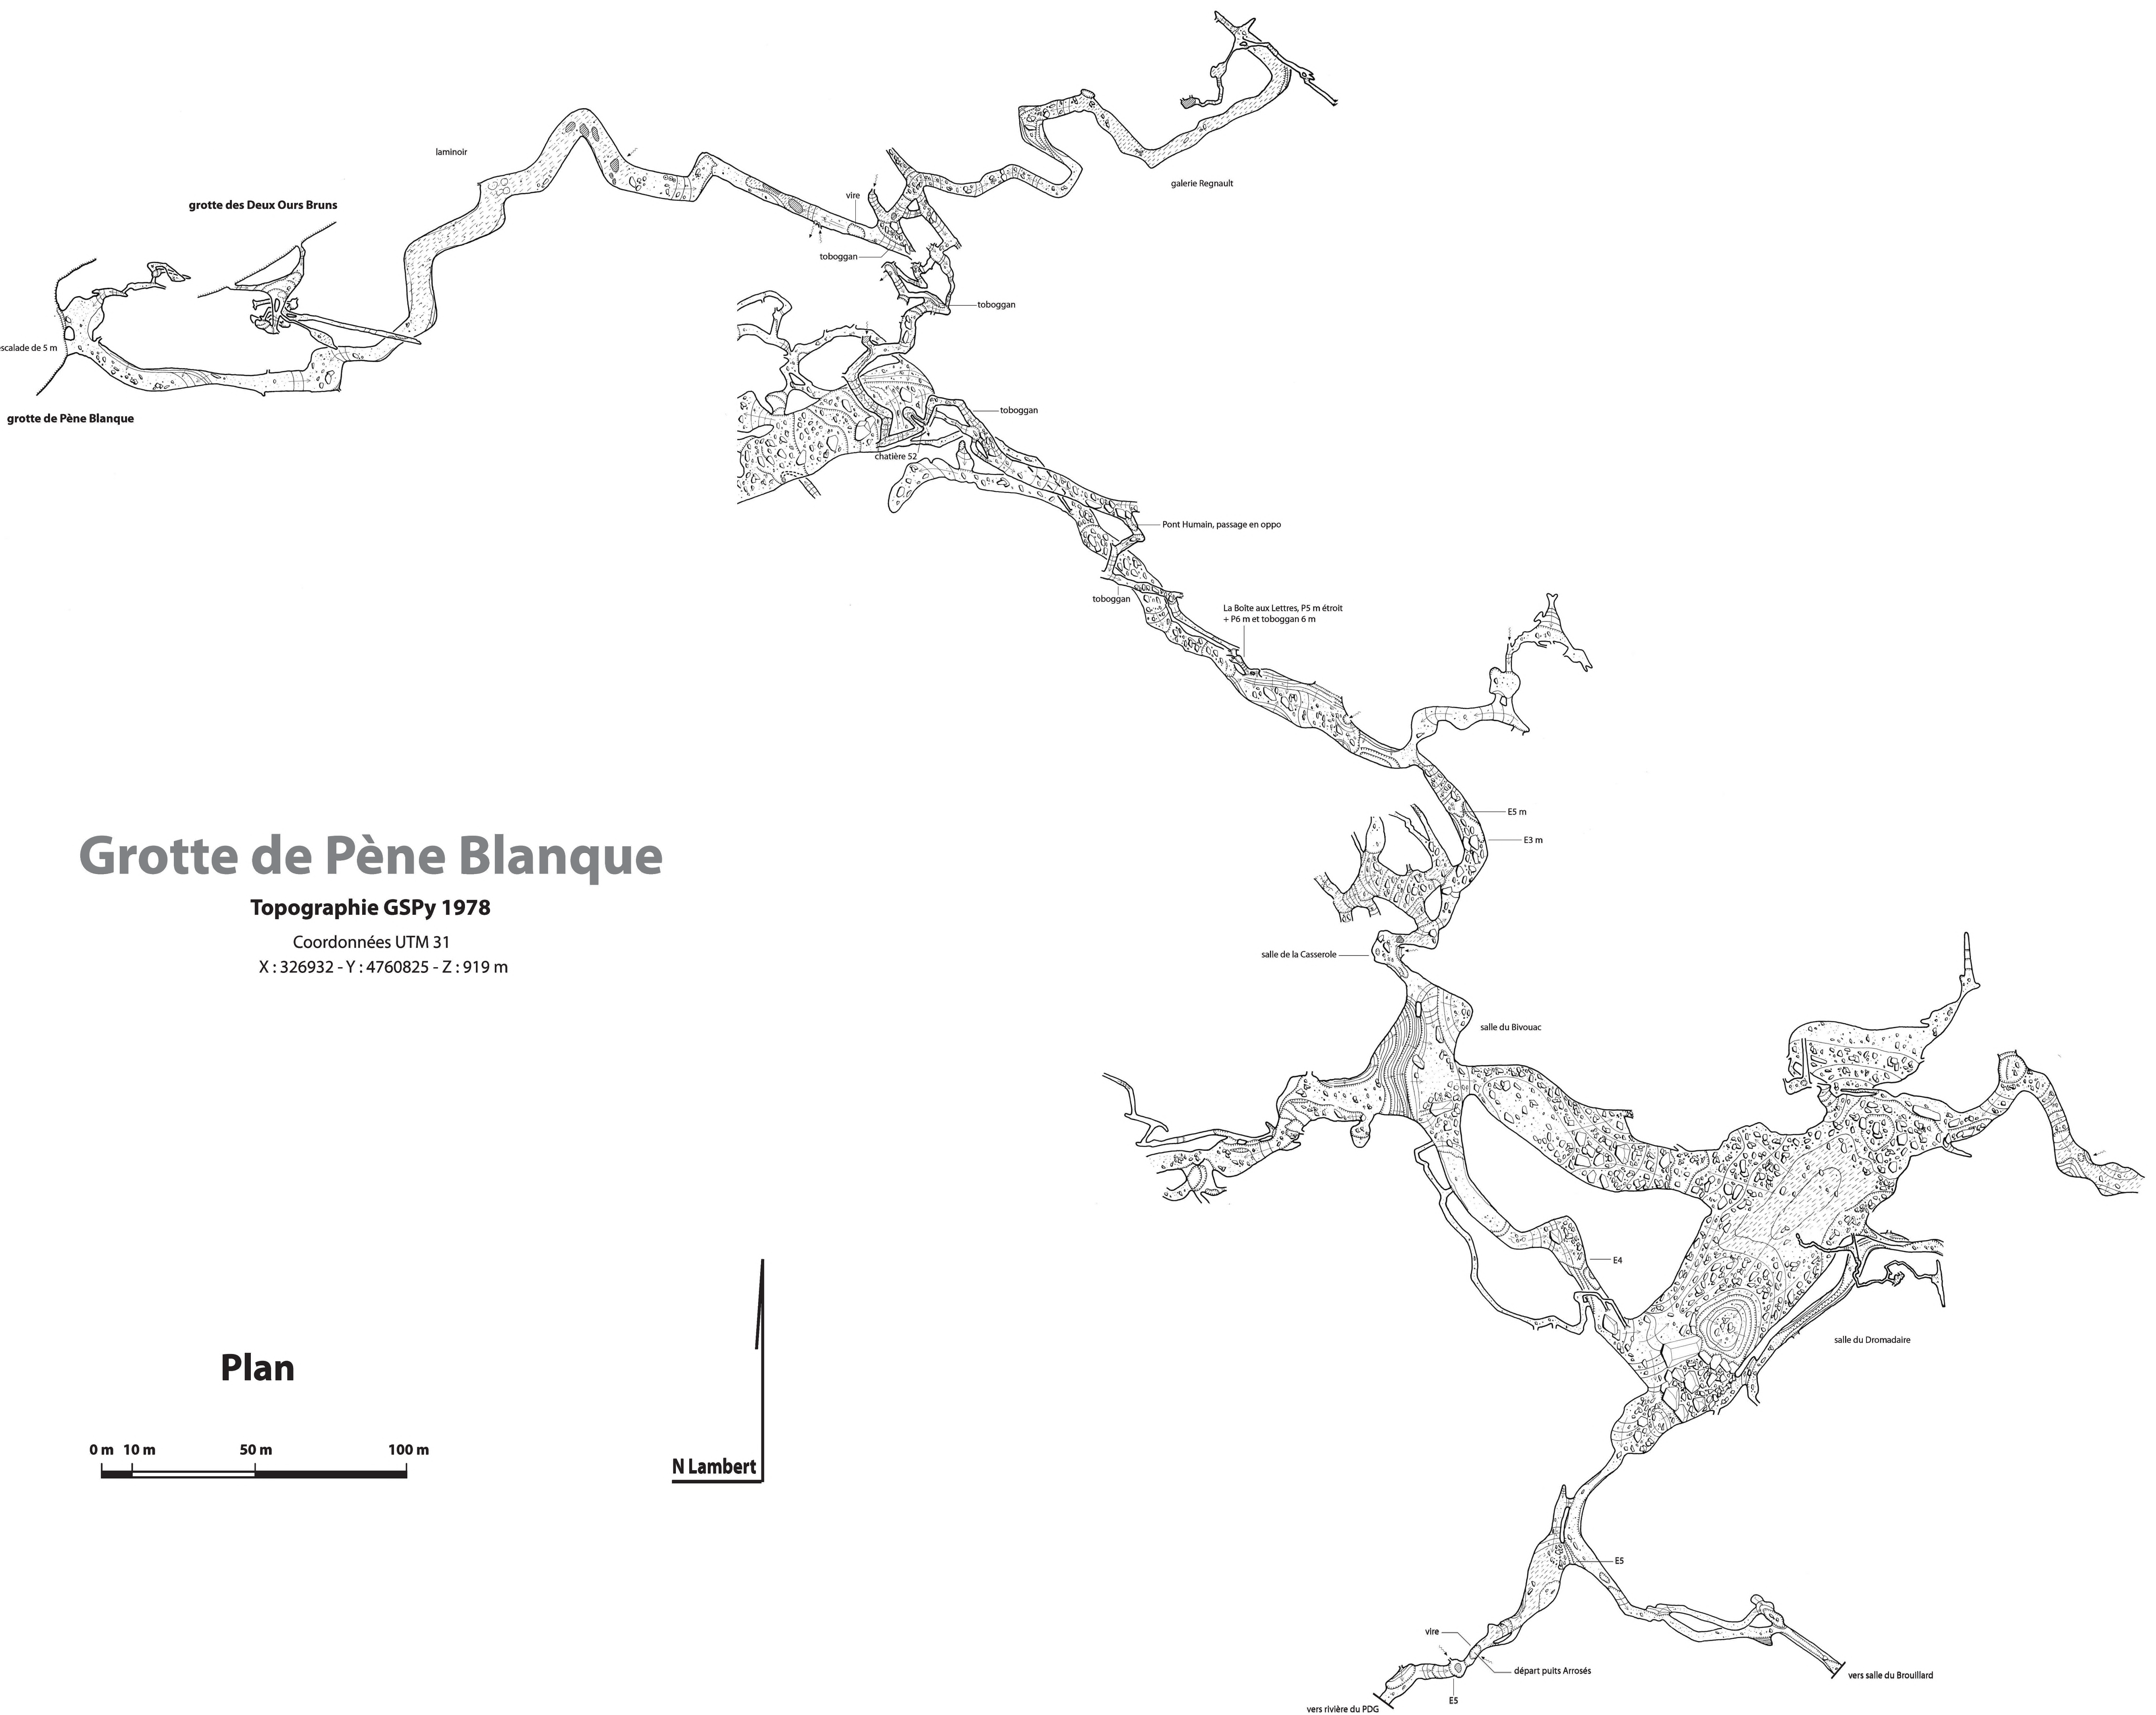 laminoir
galerie Regnault
vire
grotte des Deux Ours Bruns
toboggan
toboggan
escalade de 5 m
toboggan
grotte de Pène Blanque
chatière 52
Pont Humain, passage en oppo
toboggan
La Boîte aux Lettres, P5 m étroit
+ P6 m et toboggan 6 m
E5 m
E3 m
Grotte de Pène Blanque
Topographie GSPy 1978
Coordonnées UTM 31
X : 326932 - Y : 4760825 - Z : 919 m
salle de la Casserole
salle du Bivouac
E4
salle du Dromadaire
Plan
0 m 10 m 50 m 100 m
N Lambert
E5
vire
départ puits Arrosés
vers salle du Brouillard
E5
vers rivière du PDG